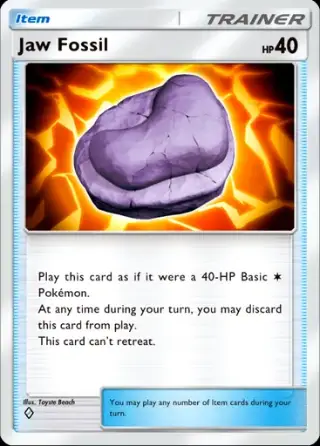 Item
TRAINER
Jaw Fossil
HP 40
Play this card as if it were a 40-HP Basic
Pokémon.
At any time during your turn, you may discard
this card from play.
This card can't retreat.
Illus. Toyste Beach
You may play any number of Item cards during your
turn.